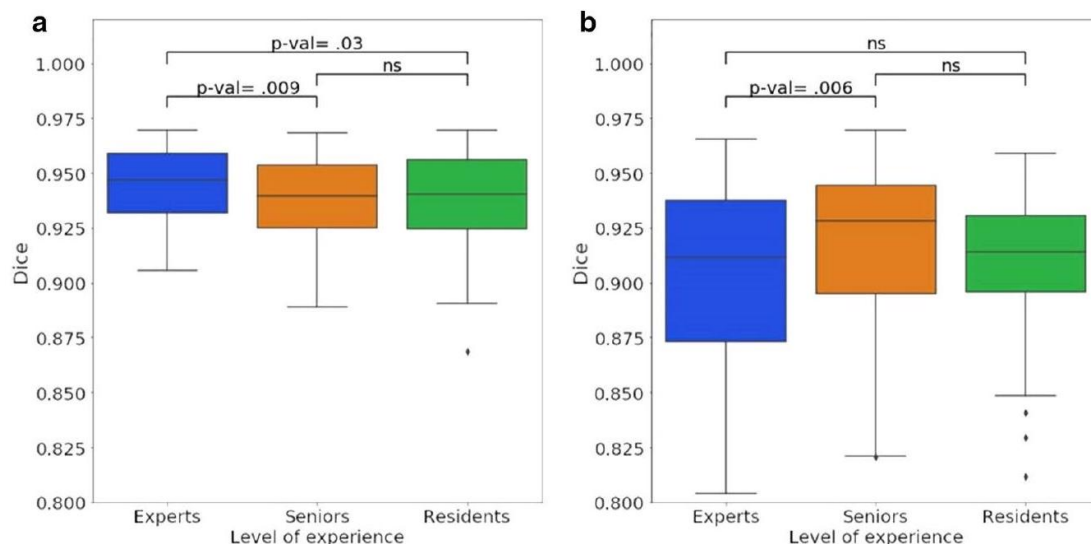 a
p-val= .03
ns
p-val= .009
1.000
0.975
0.950
0.925
0.900
0.875
0.850
0.825
0.800
Dice
Experts
Seniors
Residents
Level of experience
b
ns
ns
p-val= .006
1.000
0.975
0.950
0.925
0.900
0.875
0.850
0.825
0.800
Dice
Experts
Seniors
Residents
Level of experience